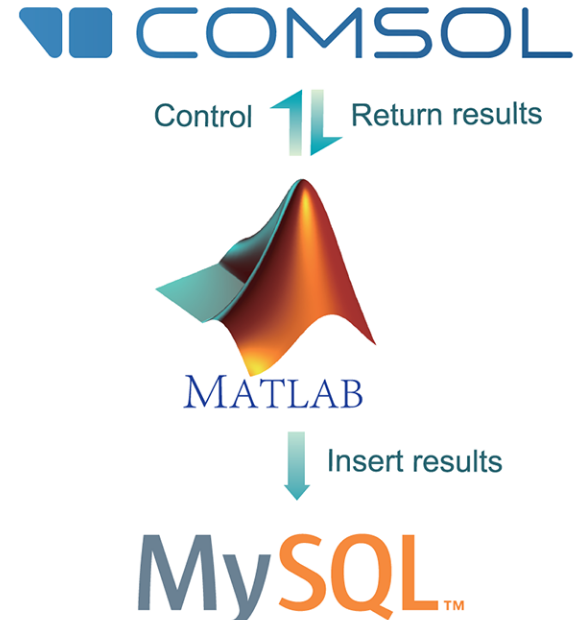 COMSOL
Control Return results
MATLAB
Insert results
MySQL™